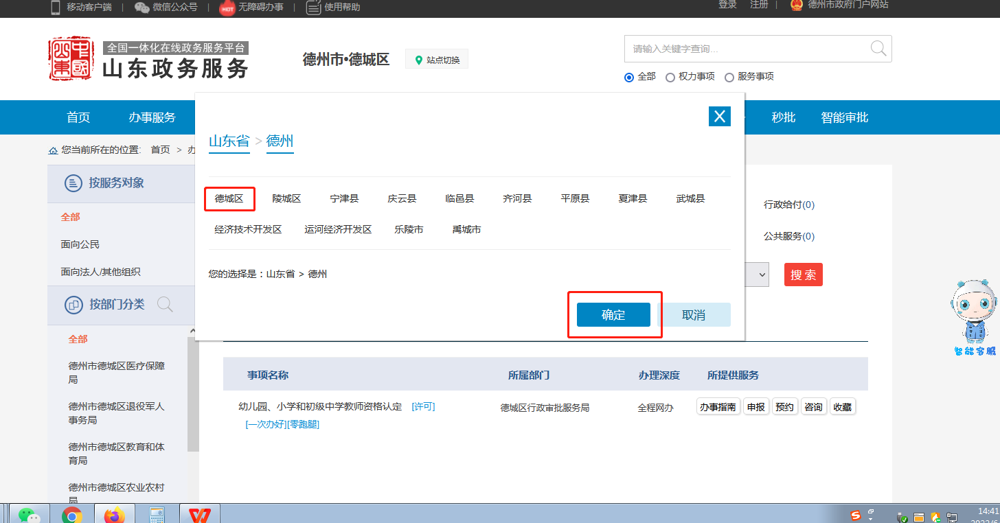 移动客户端 | 微信公众号 | HOT 无障碍办事 | 使用帮助
登录 注册 | 德州市政府门户网站
全国一体化在线政务服务平台
山东政务服务
德州市•德城区 站点切换
请输入关键字查询...
全部 权力事项 服务事项
首页 办事服务 秒批 智能审批
您当前所在的位置: 首页 > 办
X
山东省 > 德州
按服务对象
全部
面向公民
面向法人/其他组织
按部门分类
全部
德州市德城区医疗保障
局
德州市德城区退役军人
事务局
德州市德城区教育和体
育局
德州市德城区农业农村
局
德城区 陵城区 宁津县 庆云县 临邑县 齐河县 平原县 夏津县 武城县
经济技术开发区 运河经济开发区 乐陵市 禹城市
您的选择是:山东省 > 德州
确定 取消
行政给付(0)
公共服务(0)
搜 索
智能客服
事项名称 所属部门 办理深度 所提供服务
幼儿园、小学和初级中学教师资格认定 [许可] 德城区行政审批服务局 全程网办 办事指南 申报 预约 咨询 收藏
[一次办好][零跑腿]
14:41